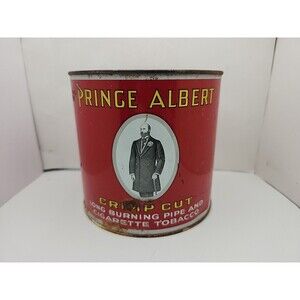 PRINCE ALBERT
CRIMP CUT
LONG BURNING PIPE AND
CIGARETTE TOBACCO